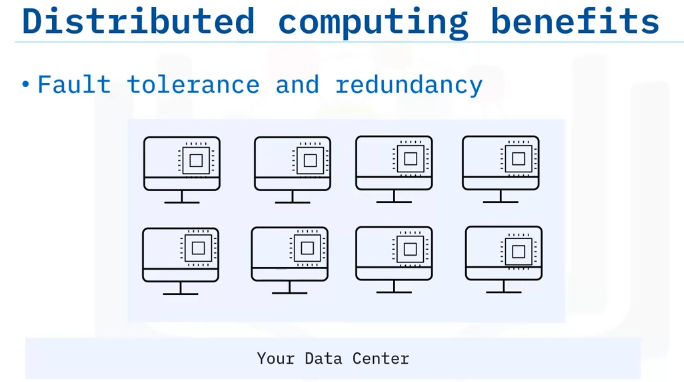 Distributed computing benefits
• Fault tolerance and redundancy
Your Data Center